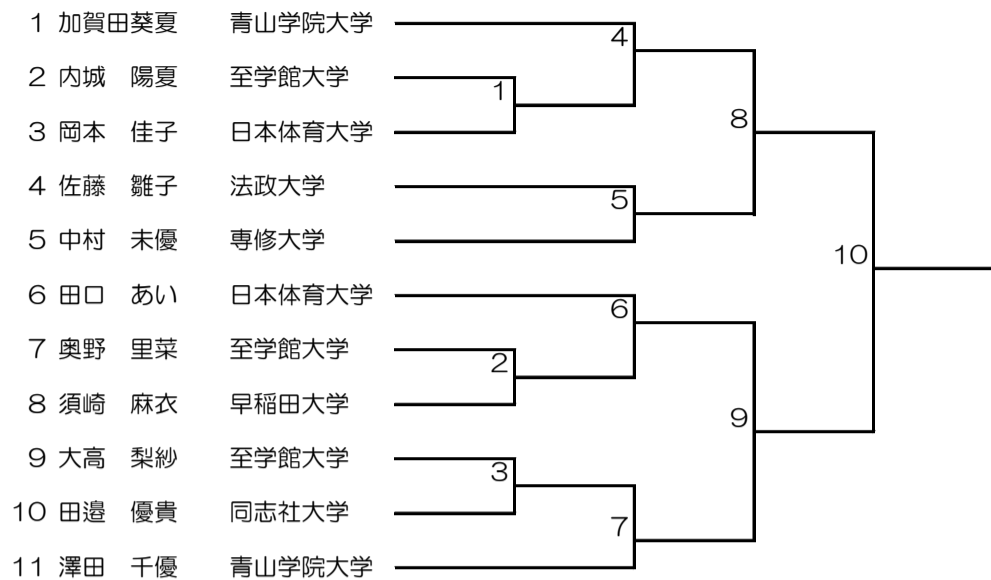 1 加賀田葵夏 青山学院大学
4
2 内城 陽夏 至学館大学
1
8
3 岡本 佳子 日本体育大学
4 佐藤 雛子 法政大学
5
5 中村 未優 専修大学
10
6 田口 あい 日本体育大学
6
7 奥野 里菜 至学館大学
2
8 須崎 麻衣 早稲田大学
9
9 大高 梨紗 至学館大学
3
10 田邉 優貴 同志社大学
7
11 澤田 千優 青山学院大学